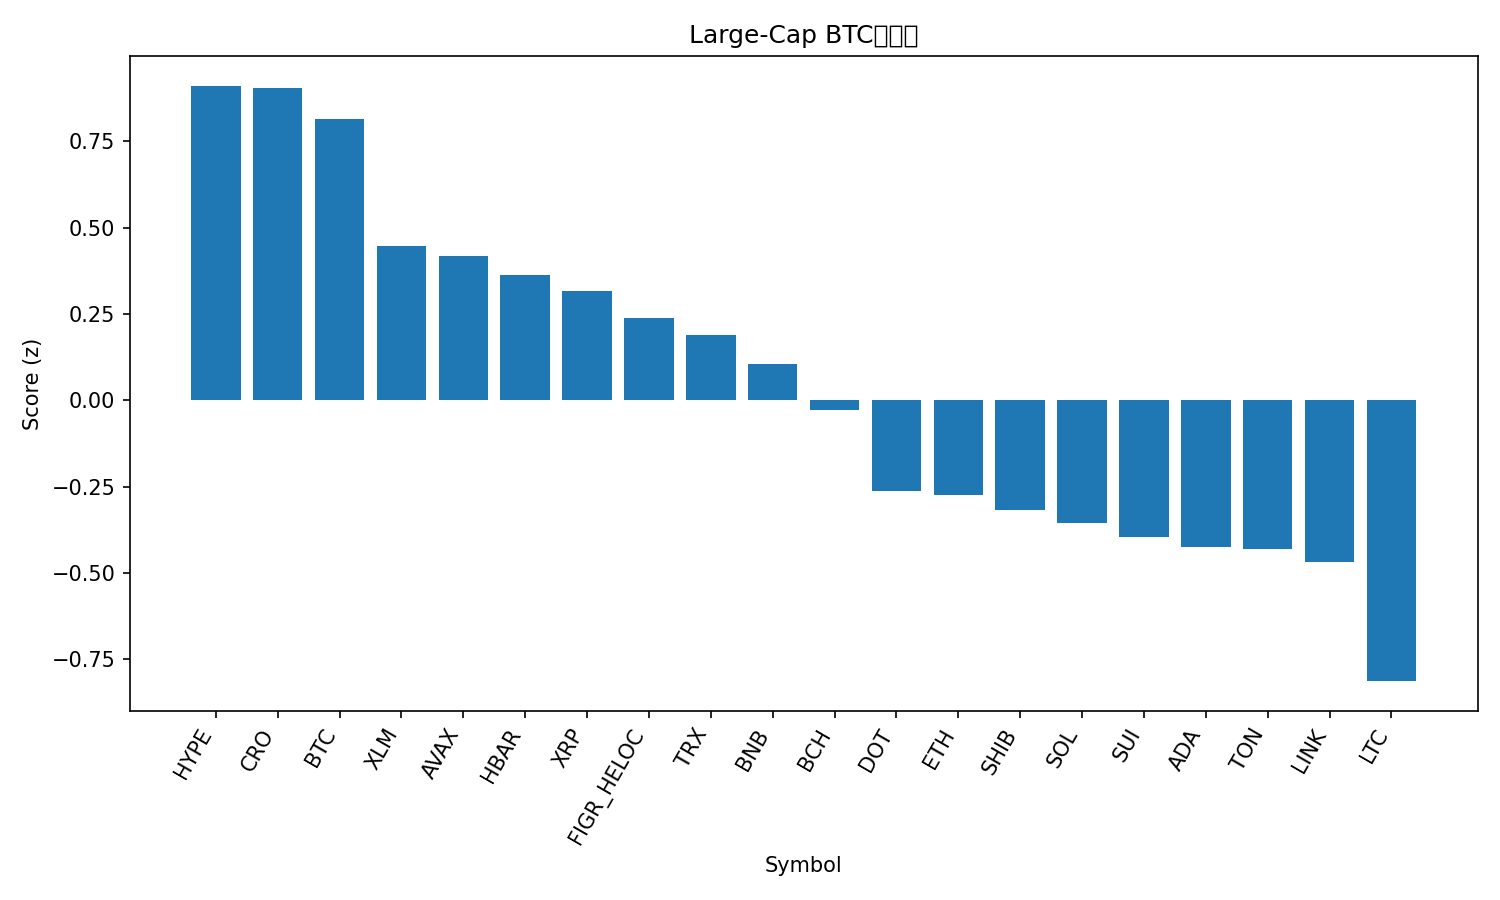 Large-Cap BTC
Score (z)
0.75
0.50
0.25
0.00
−0.25
−0.50
−0.75
HYPE
CRO
BTC
XLM
AVAX
HBAR
XRP
FIGR_HELOC
TRX
BNB
BCH
DOT
ETH
SHIB
SOL
SUI
ADA
TON
LINK
LTC
Symbol